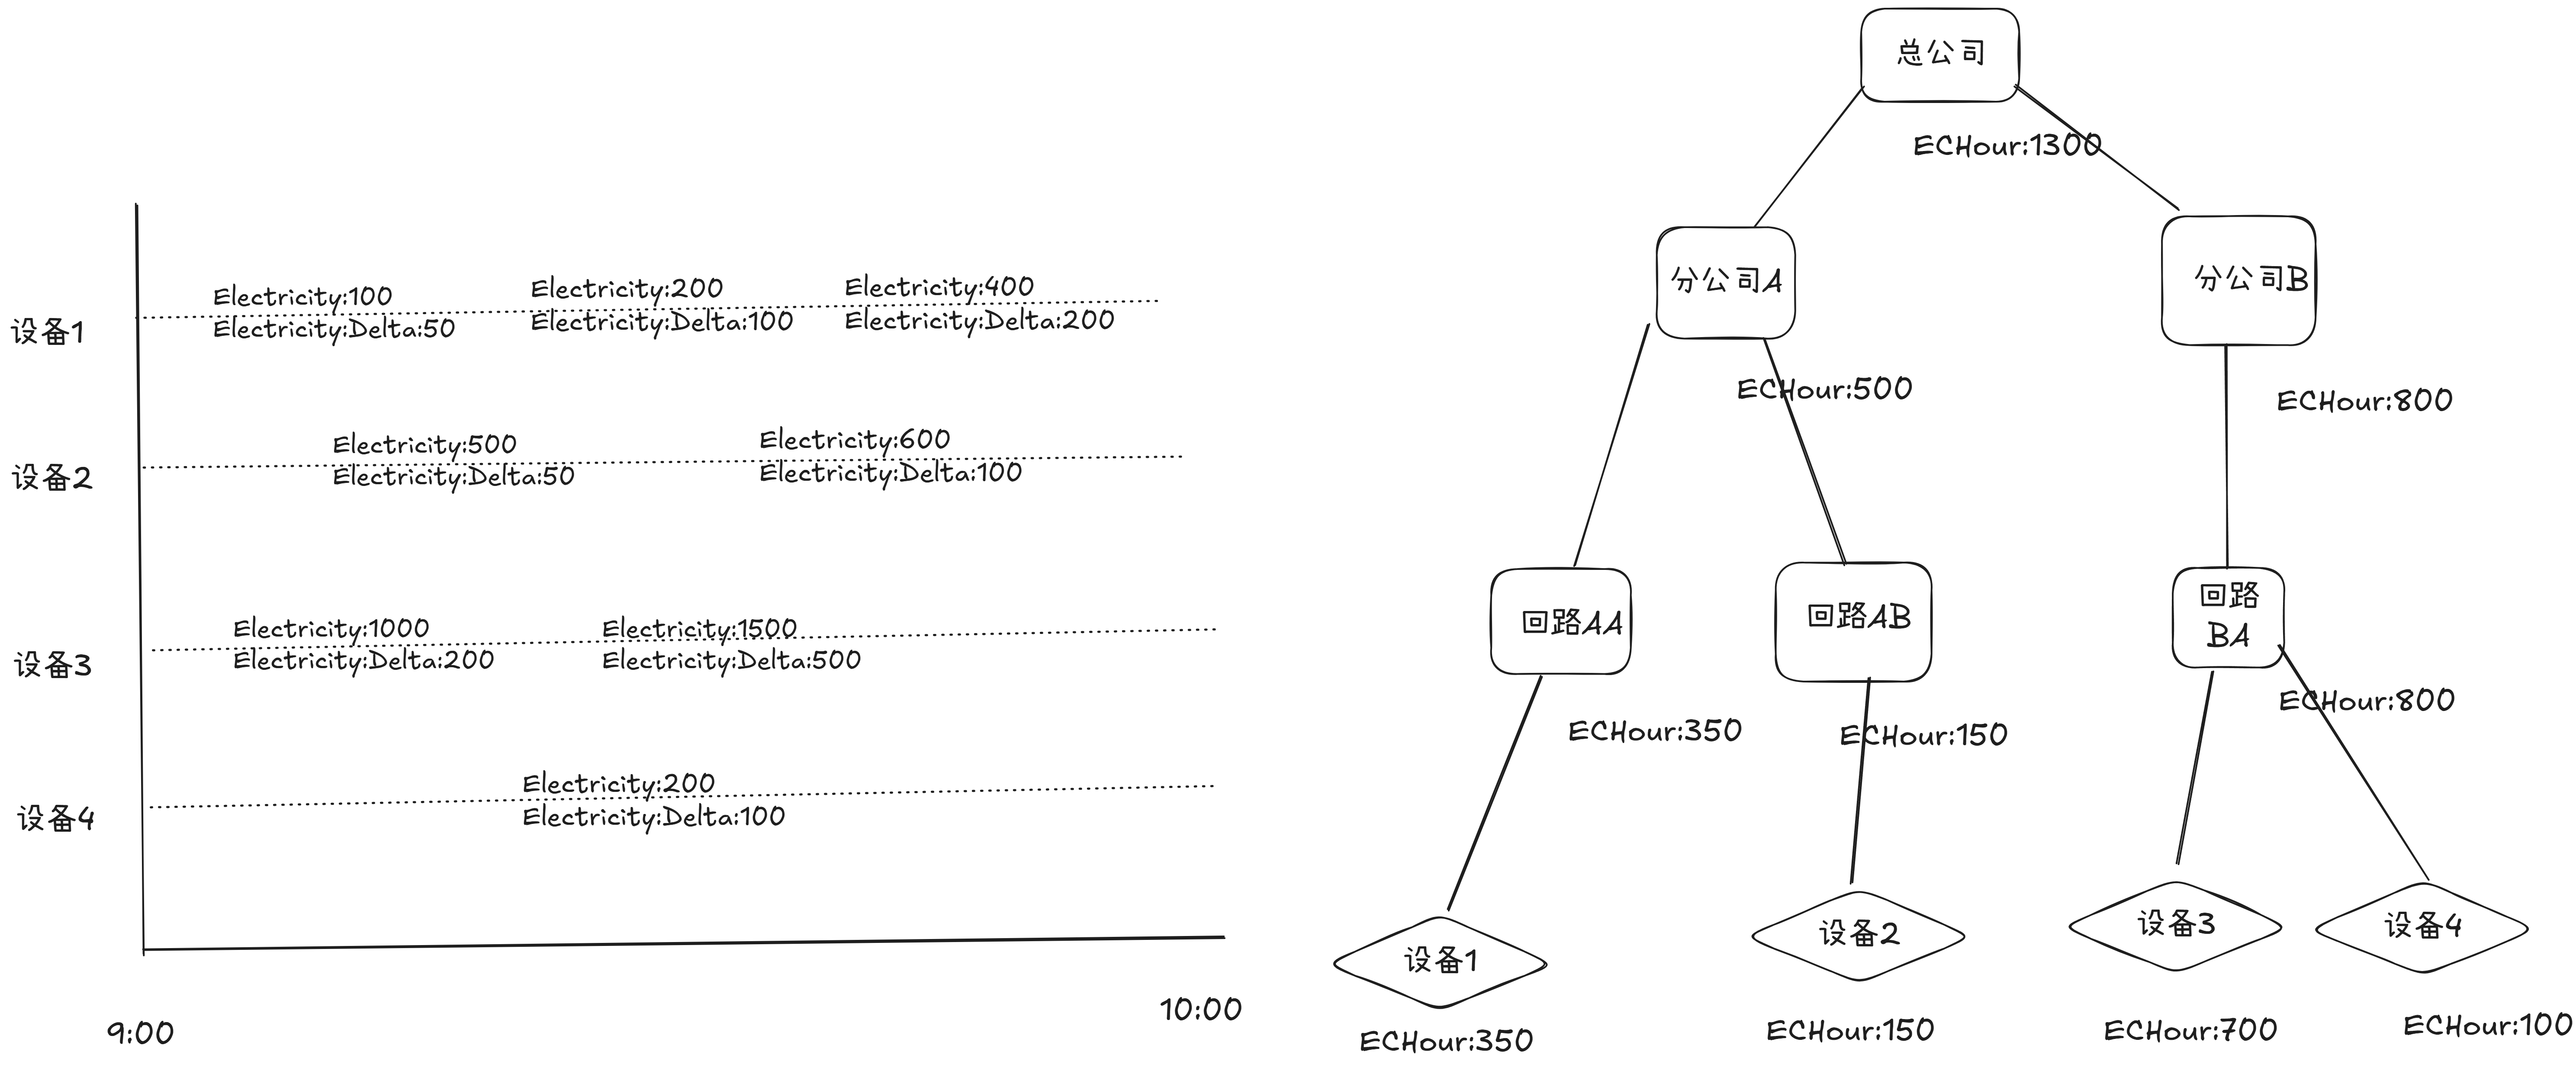 设备1
Electricity:100
Electricity:Delta:50
Electricity:200
Electricity:Delta:100
Electricity:400
Electricity:Delta:200
设备2
Electricity:500
Electricity:Delta:50
Electricity:600
Electricity:Delta:100
设备3
Electricity:1000
Electricity:Delta:200
Electricity:1500
Electricity:Delta:500
设备4
Electricity:200
Electricity:Delta:100
9:00
10:00
总公司
ECHour:1300
分公司A
分公司B
ECHour:500
ECHour:800
回路AA
回路AB
回路
BA
ECHour:350
ECHour:150
ECHour:800
设备1
设备2
设备3
设备4
ECHour:350
ECHour:150
ECHour:700
ECHour:100